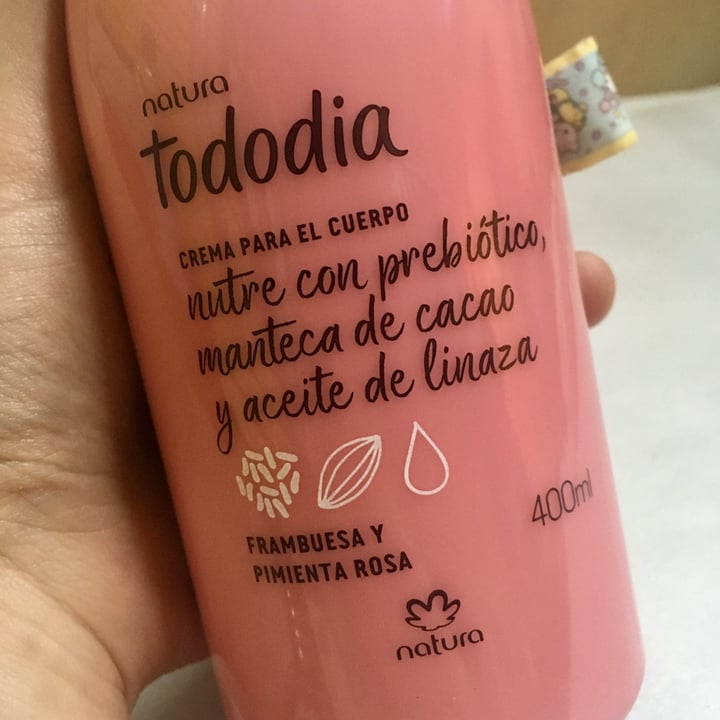 natura
tododia
CREMA PARA EL CUERPO
nutre con prebiótico,
manteca de cacao
y aceite de linaza
400ml
FRAMBUESA Y
PIMIENTA ROSA
natura